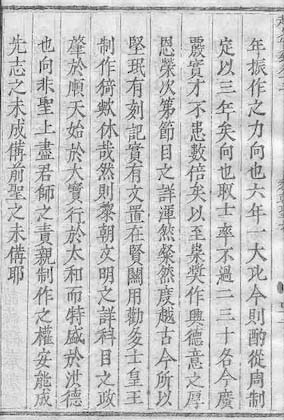 年振作之力向也六年一大比今則酌從周制
定以三年矣向也取士率不過二三十名今廣
嚴實才不患數倍矣以至榮奬作興德意之厚
恩榮次第節目之詳渾然粲然度越古今所以
堅珉有刻記實有文置在賢關用勸多士皇王
制作猗歟休哉然則黎朝文明之詳科目之政
肇於順天始於大寶行於太和而特盛於洪德
也向非聖上盡君師之責親制作之權安能成
先志之未成備前聖之未備耶